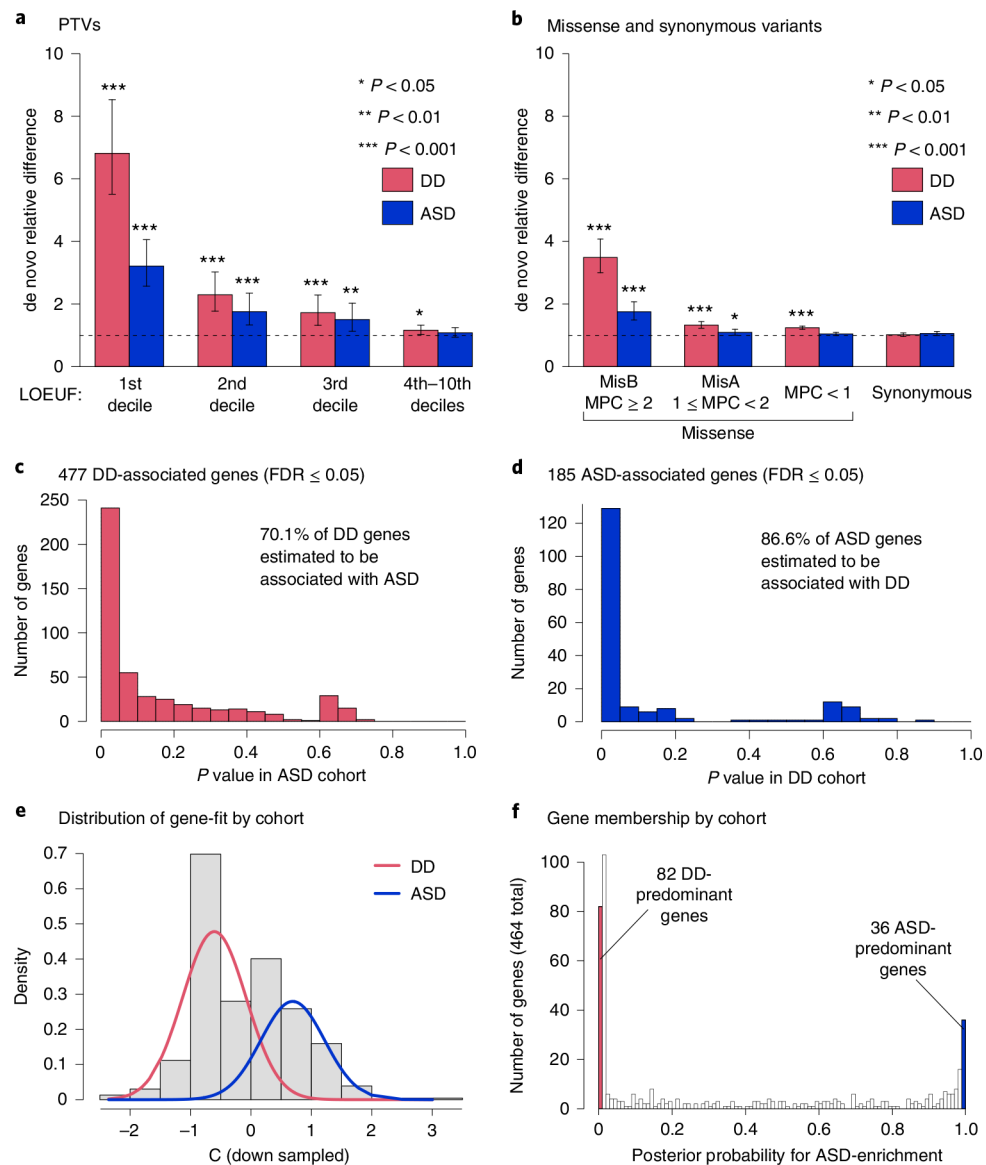 a PTVs
10
8
6
4
2
0
de novo relative difference
***
***
***
***
***
**
*
* P < 0.05
** P < 0.01
*** P < 0.001
DD
ASD
LOEUF:
1st
decile
2nd
decile
3rd
decile
4th–10th
deciles
b Missense and synonymous variants
10
8
6
4
2
0
de novo relative difference
***
***
***
*
***
* P < 0.05
** P < 0.01
*** P < 0.001
DD
ASD
MisB
MPC ≥ 2
MisA
1 ≤ MPC < 2
MPC < 1
Synonymous
Missense
c 477 DD-associated genes (FDR ≤ 0.05)
250
200
150
100
50
0
Number of genes
70.1% of DD genes
estimated to be
associated with ASD
0 0.2 0.4 0.6 0.8 1.0
P value in ASD cohort
d 185 ASD-associated genes (FDR ≤ 0.05)
120
100
80
60
40
20
0
Number of genes
86.6% of ASD genes
estimated to be
associated with DD
0 0.2 0.4 0.6 0.8 1.0
P value in DD cohort
e Distribution of gene-fit by cohort
0.7
0.6
0.5
0.4
0.3
0.2
0.1
0
Density
DD
ASD
–2 –1 0 1 2 3
C (down sampled)
f Gene membership by cohort
100
80
60
40
20
0
Number of genes (464 total)
82 DD-
predominant
genes
36 ASD-
predominant
genes
0 0.2 0.4 0.6 0.8 1.0
Posterior probability for ASD-enrichment